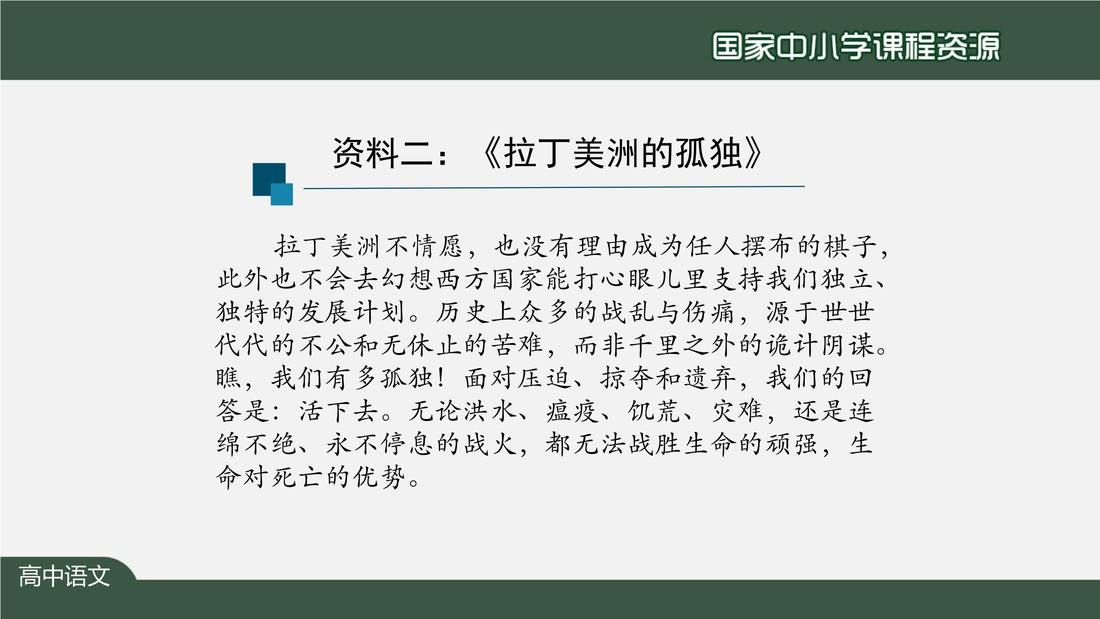 国家中小学课程资源
资料二：《拉丁美洲的孤独》
拉丁美洲不情愿，也没有理由成为任人摆布的棋子，
此外也不会去幻想西方国家能打心眼儿里支持我们独立、
独特的发展计划。历史上众多的战乱与伤痛，源于世世
代代的不公和无休止的苦难，而非千里之外的诡计阴谋。
瞧，我们有多孤独！面对压迫、掠夺和遗弃，我们的回
答是：活下去。无论洪水、瘟疫、饥荒、灾难，还是连
绵不绝、永不停息的战火，都无法战胜生命的顽强，生
命对死亡的优势。
高中语文